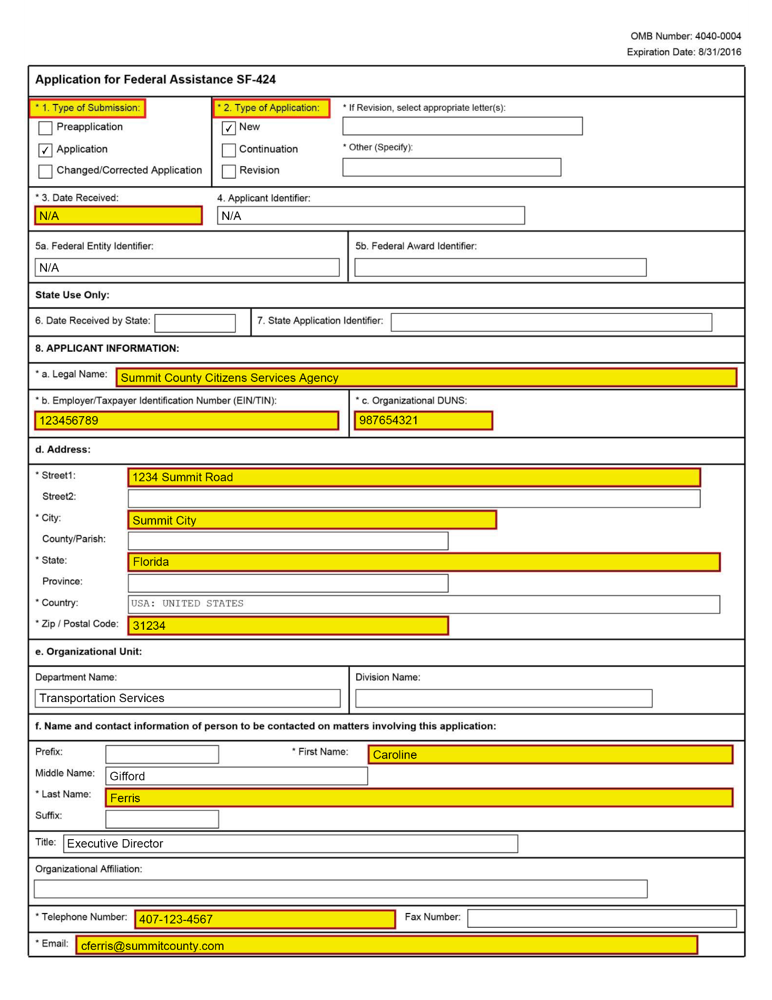 OMB Number: 4040-0004
Expiration Date: 8/31/2016
Application for Federal Assistance SF-424
* 1. Type of Submission:
Preapplication
✓ Application
Changed/Corrected Application
* 2. Type of Application:
✓ New
Continuation
Revision
* If Revision, select appropriate letter(s):
* Other (Specify):
* 3. Date Received:
N/A
4. Applicant Identifier:
N/A
5a. Federal Entity Identifier:
N/A
5b. Federal Award Identifier:
State Use Only:
6. Date Received by State:
7. State Application Identifier:
8. APPLICANT INFORMATION:
* a. Legal Name: Summit County Citizens Services Agency
* b. Employer/Taxpayer Identification Number (EIN/TIN):
123456789
* c. Organizational DUNS:
987654321
d. Address:
* Street1: 1234 Summit Road
Street2:
* City: Summit City
County/Parish:
* State: Florida
Province:
* Country: USA: UNITED STATES
* Zip / Postal Code: 31234
e. Organizational Unit:
Department Name:
Transportation Services
Division Name:
f. Name and contact information of person to be contacted on matters involving this application:
Prefix:
* First Name: Caroline
Middle Name: Gifford
* Last Name: Ferris
Suffix:
Title: Executive Director
Organizational Affiliation:
* Telephone Number: 407-123-4567
Fax Number:
* Email: cferris@summitcounty.com